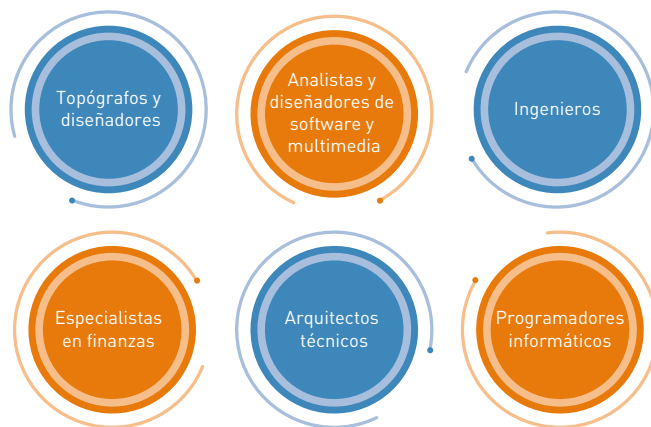 Topógrafos y
diseñadores
Analistas y
diseñadores de
software y
multimedia
Ingenieros
Especialistas
en finanzas
Arquitectos
técnicos
Programadores
informáticos